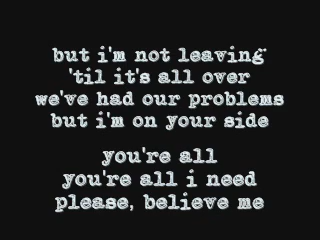 but i'm not leaving
'til it's all over
we've had our problems
but i'm on your side
you're all
you're all i need
please, believe me